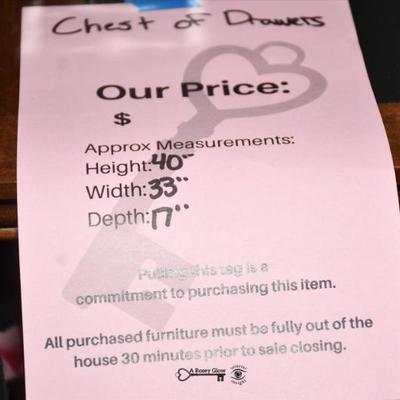 Chest of Drawers
Our Price:
$
Approx Measurements:
Height: 40"
Width: 33"
Depth: 17"
Pulling this tag is a
commitment to purchasing this item.
All purchased furniture must be fully out of the
house 30 minutes prior to sale closing.
A Rosey Glow